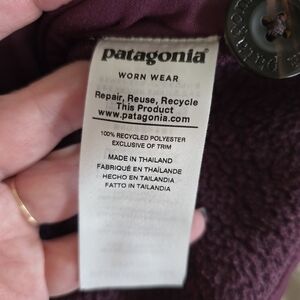 patagonia®
WORN WEAR
Repair, Reuse, Recycle
This Product
www.patagonia.com
100% RECYCLED POLYESTER
EXCLUSIVE OF TRIM
MADE IN THAILAND
FABRIQUÉ EN THAÏLANDE
HECHO EN TAILANDIA
FATTO IN TAILANDIA
patagonia